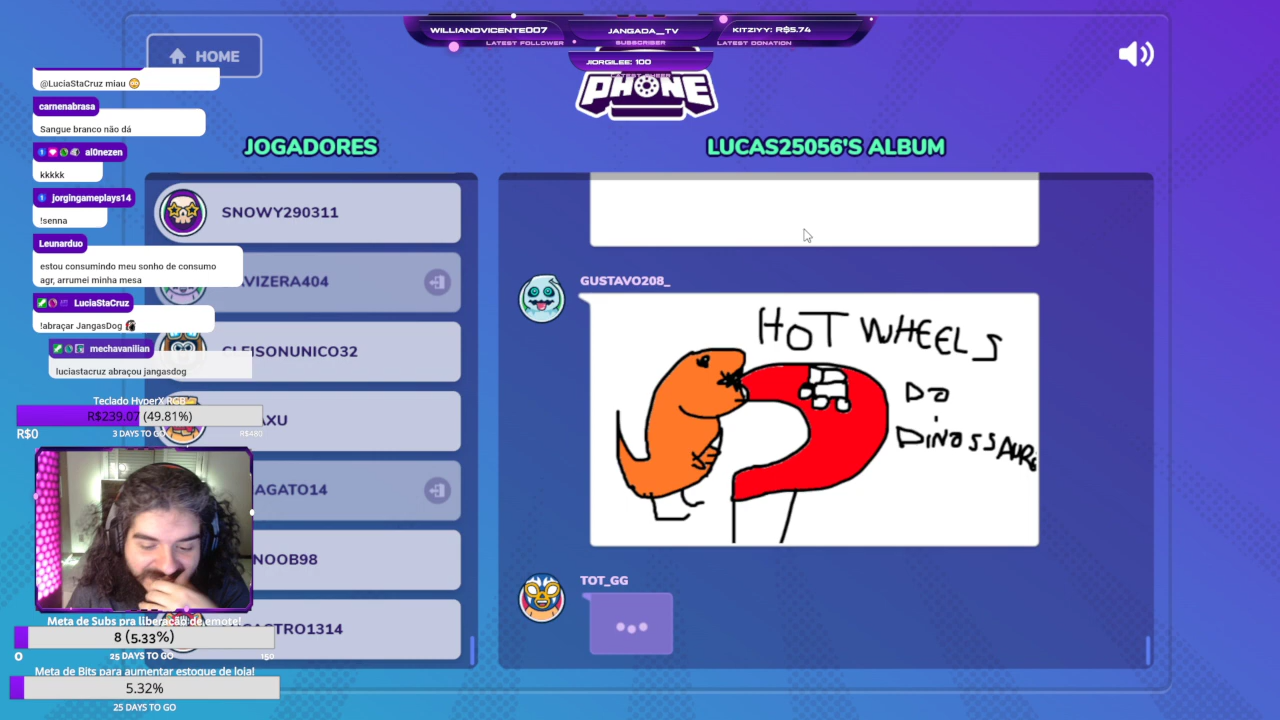 WILLIANOVICENTE007
LATEST FOLLOWER
JANGADA__TV
SUBSCRIBER
KITZIYY: R$5.74
LATEST DONATION
JIORGILEE: 100
LATEST CHEER
PHONE
HOME
@LuciaStaCruz miau
carnenabrasa
Sangue branco não dá
al0nezen
kkkkk
jorgingameplays14
!senna
Leunarduo
estou consumindo meu sonho de consumo
agr, arrumei minha mesa
LuciaStaCruz
!abraçar JangasDog
mechavanilian
luciastacruz abraçou jangasdog
Teclado HyperX RGB
R$239.07 (49.81%)
R$0
3 DAYS TO GO
R$480
Meta de Subs pra liberação de emote!
8 (5.33%)
0
25 DAYS TO GO
150
Meta de Bits para aumentar estoque de lola!
5.32%
25 DAYS TO GO
JOGADORES
SNOWY290311
VIZERA404
CLEISONUNICO32
AXU
AGATO14
NOOB98
CASTRO1314
LUCAS25056'S ALBUM
GUSTAVO208_
HOT WHEELS
DO
DINOSSAURO
TOT_GG